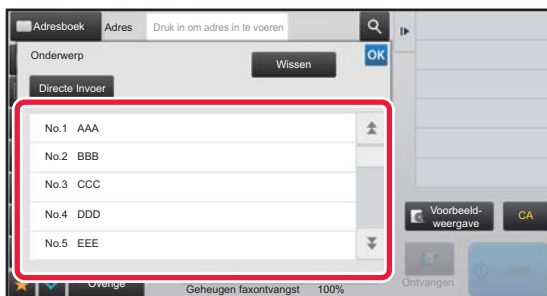 Adresboek Adres Druk in om adres in te voeren
Onderwerp
Wissen
OK
Directe Invoer
No.1 AAA
No.2 BBB
No.3 CCC
No.4 DDD
No.5 EEE
Voorbeeld-
weergave
CA
Overige
Geheugen faxontvangst 100%
Ontvangen
Start